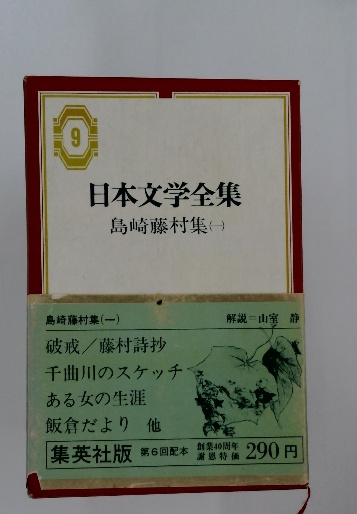 9
日本文学全集
島崎藤村集(一)
島崎藤村集(一) 解説=山室 静
破戒／藤村詩抄
千曲川のスケッチ
ある女の生涯
飯倉だより 他
集英社版 第6回配本 創業40周年 謝恩特価 290円